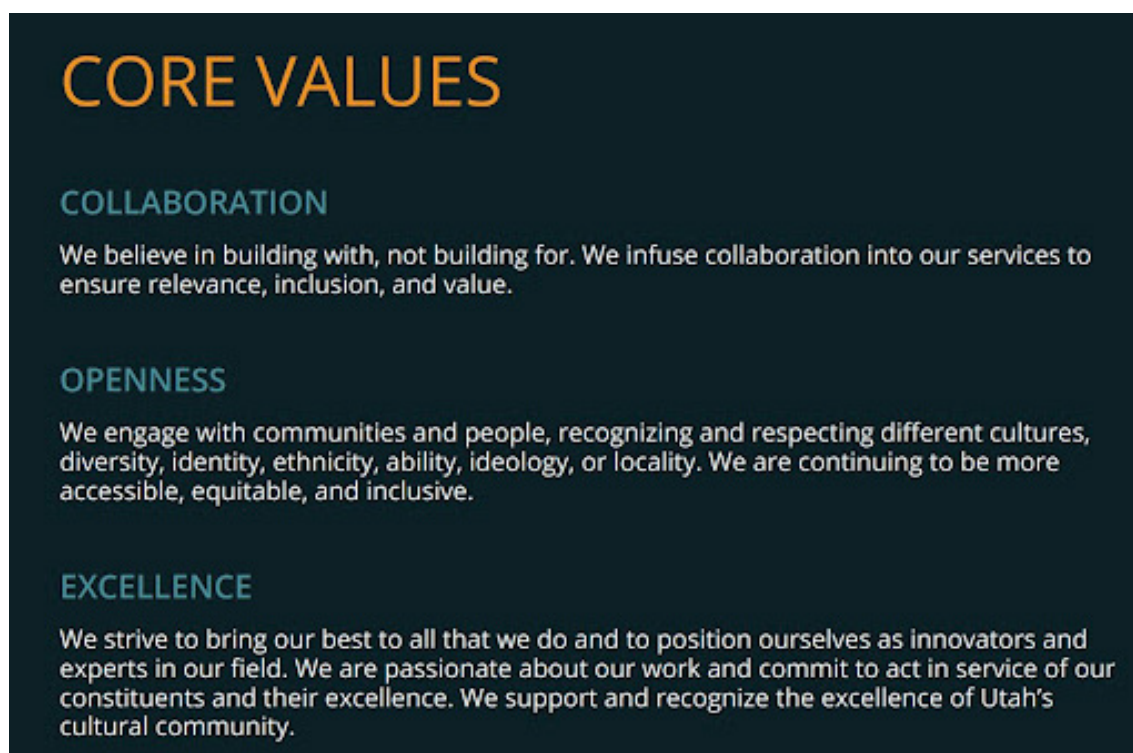 CORE VALUES
COLLABORATION
We believe in building with, not building for. We infuse collaboration into our services to
ensure relevance, inclusion, and value.
OPENNESS
We engage with communities and people, recognizing and respecting different cultures,
diversity, identity, ethnicity, ability, ideology, or locality. We are continuing to be more
accessible, equitable, and inclusive.
EXCELLENCE
We strive to bring our best to all that we do and to position ourselves as innovators and
experts in our field. We are passionate about our work and commit to act in service of our
constituents and their excellence. We support and recognize the excellence of Utah’s
cultural community.